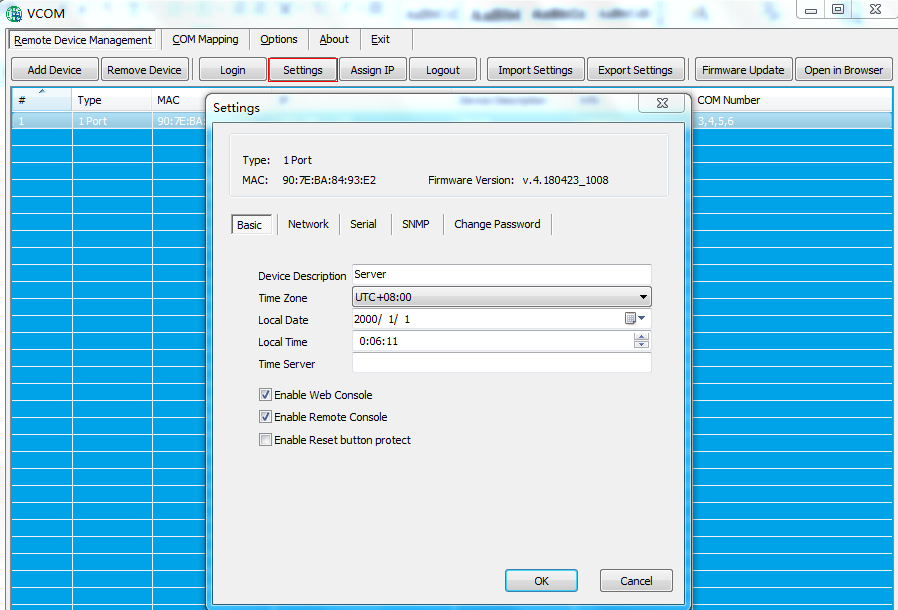 VCOM
Remote Device Management COM Mapping Options About Exit
Add Device Remove Device Login Settings Assign IP Logout Import Settings Export Settings Firmware Update Open in Browser
# Type MAC COM Number
1 1 Port 90:7E:BA: 3,4,5,6
Settings
Type: 1 Port
MAC: 90:7E:BA:84:93:E2 Firmware Version: v.4.180423_1008
Basic Network Serial SNMP Change Password
Device Description Server
Time Zone UTC+08:00
Local Date 2000/ 1/ 1
Local Time 0:06:11
Time Server
Enable Web Console
Enable Remote Console
Enable Reset button protect
OK Cancel